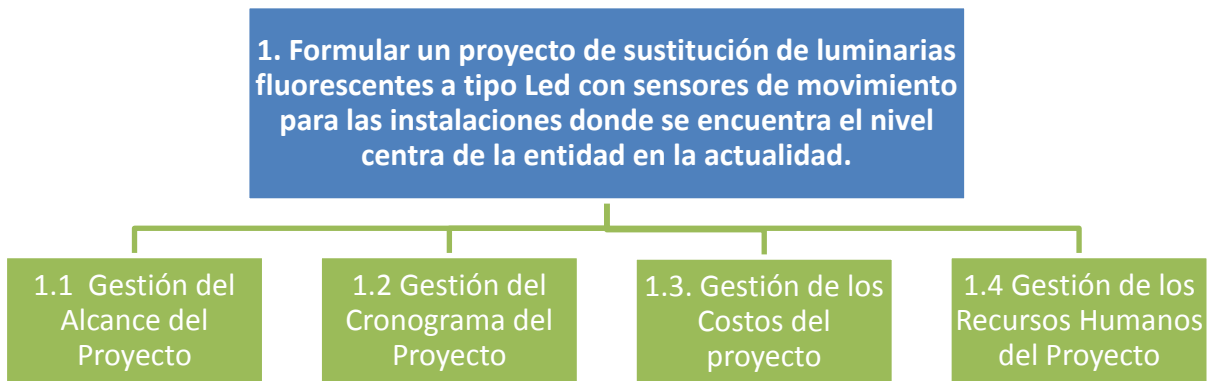 1. Formular un proyecto de sustitución de luminarias
fluorescentes a tipo Led con sensores de movimiento
para las instalaciones donde se encuentra el nivel
centra de la entidad en la actualidad.
1.1 Gestión del
Alcance del
Proyecto
1.2 Gestión del
Cronograma del
Proyecto
1.3. Gestión de los
Costos del
proyecto
1.4 Gestión de los
Recursos Humanos
del Proyecto